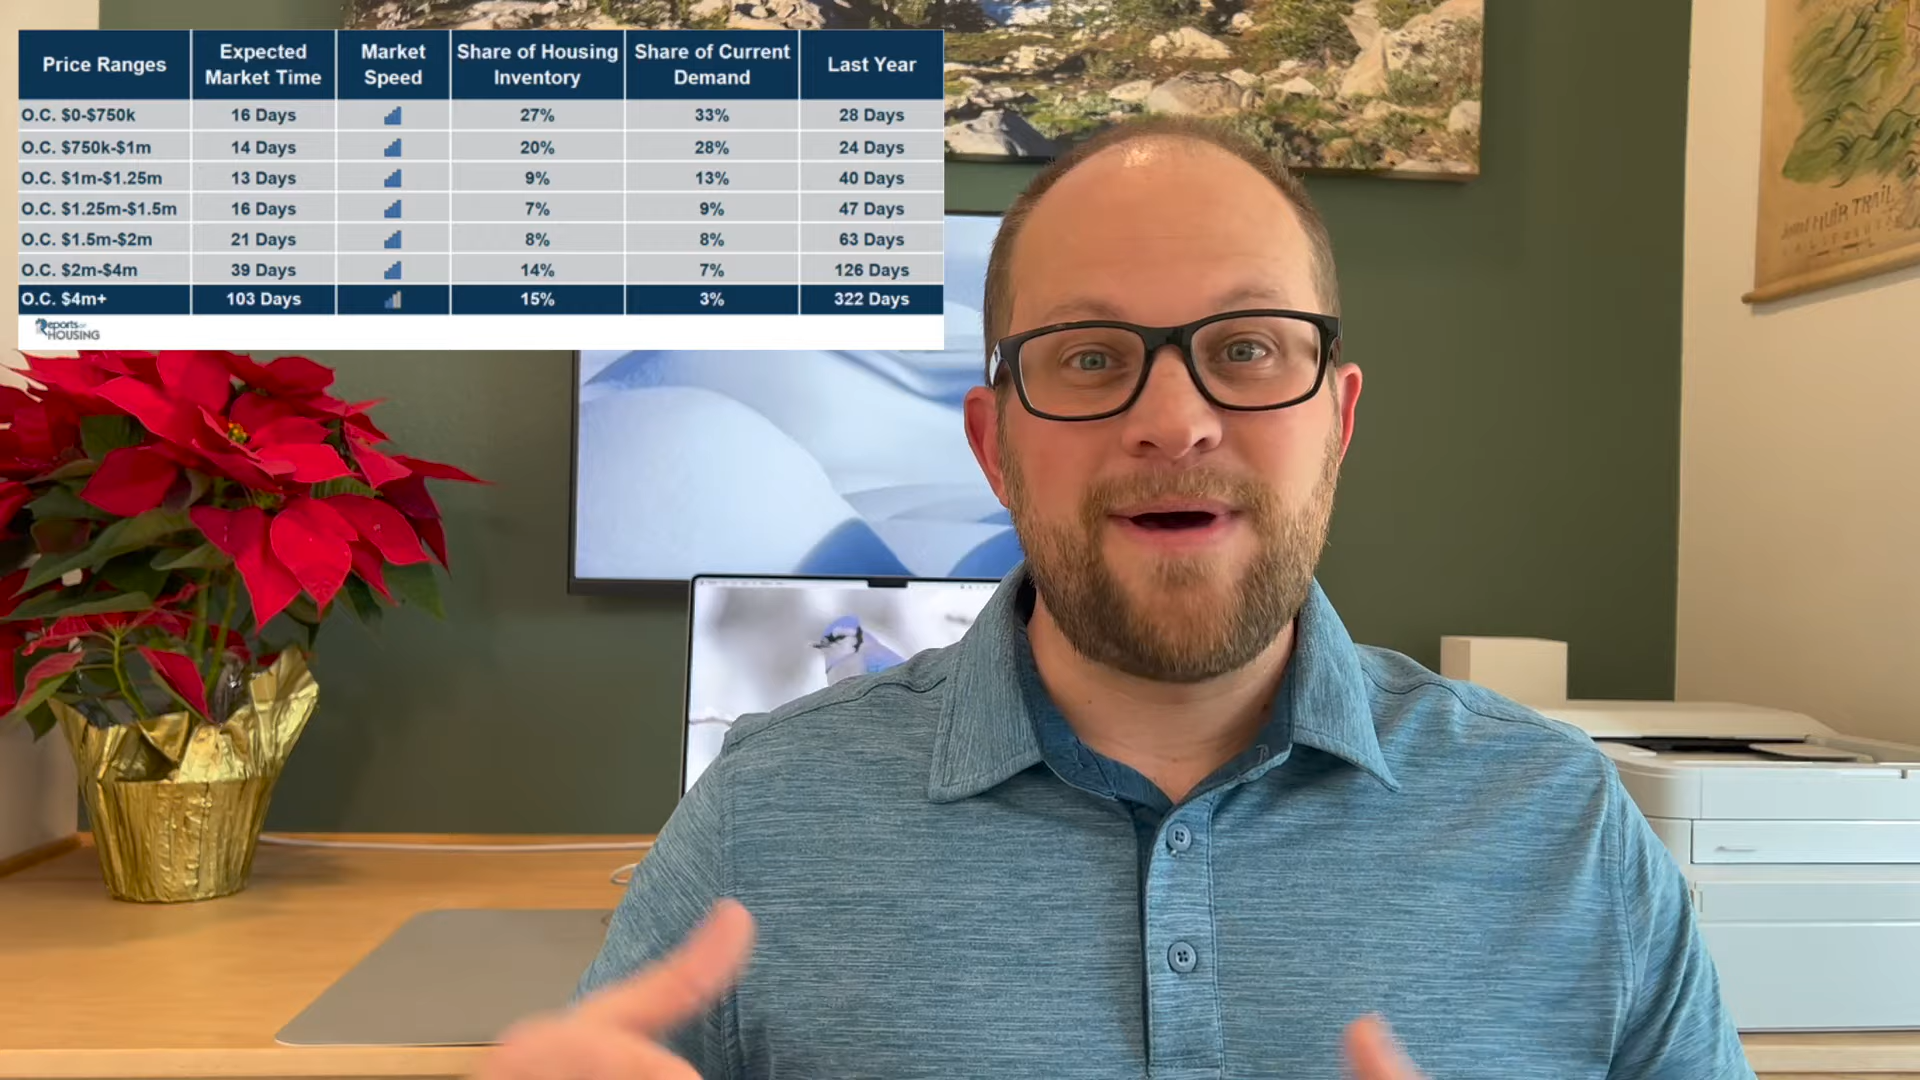 Price Ranges Expected Market Time Market Speed Share of Housing Inventory Share of Current Demand Last Year
O.C. $0-$750k 16 Days 27% 33% 28 Days
O.C. $750k-$1m 14 Days 20% 28% 24 Days
O.C. $1m-$1.25m 13 Days 9% 13% 40 Days
O.C. $1.25m-$1.5m 16 Days 7% 9% 47 Days
O.C. $1.5m-$2m 21 Days 8% 8% 63 Days
O.C. $2m-$4m 39 Days 14% 7% 126 Days
O.C. $4m+ 103 Days 15% 3% 322 Days
Reports on
HOUSING
JOHN MUIR TRAIL
CALIFORNIA